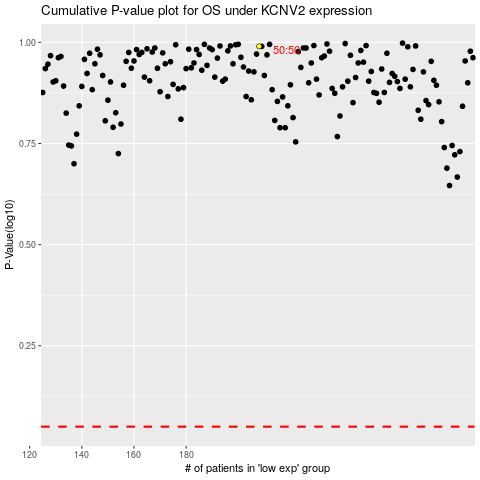 Cumulative P-value plot for OS under KCNV2 expression
P-Value(log10)
1.00
0.75
0.50
0.25
50:50
120 140 160 180
# of patients in 'low exp' group